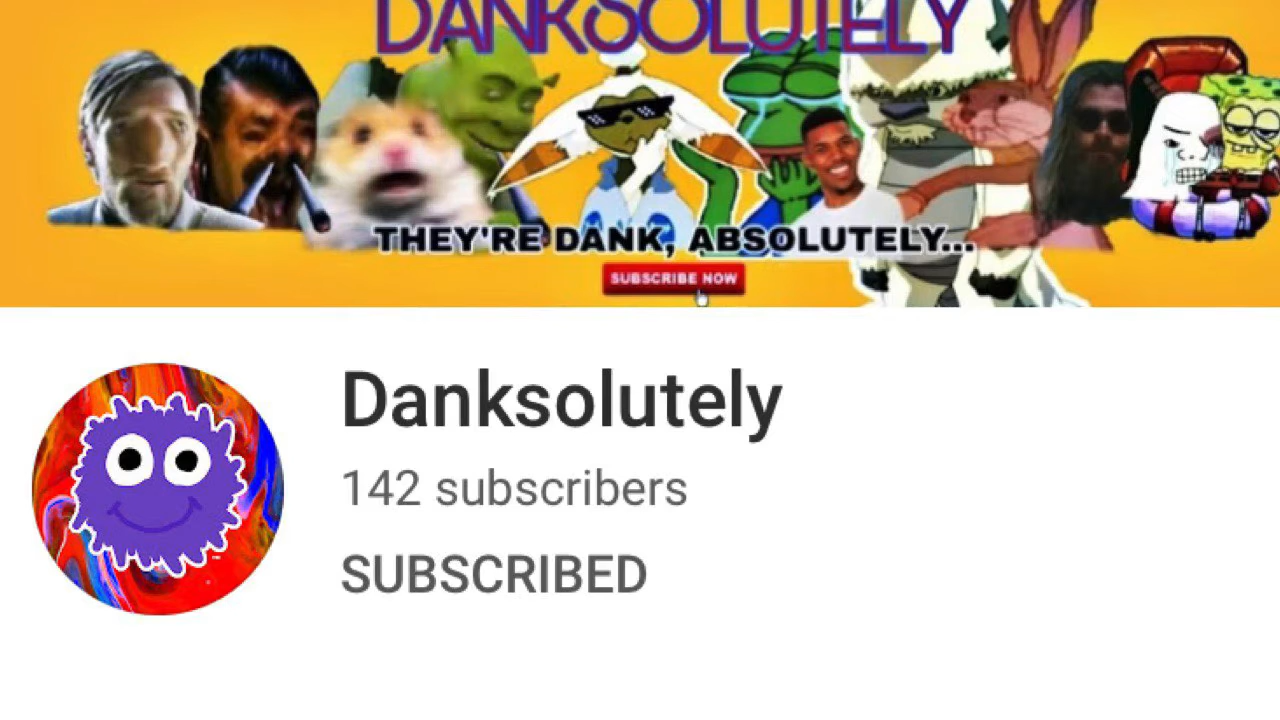 DANKSOLUTELY
THEY'RE DANK, ABSOLUTELY...
SUBSCRIBE NOW
Danksolutely
142 subscribers
SUBSCRIBED